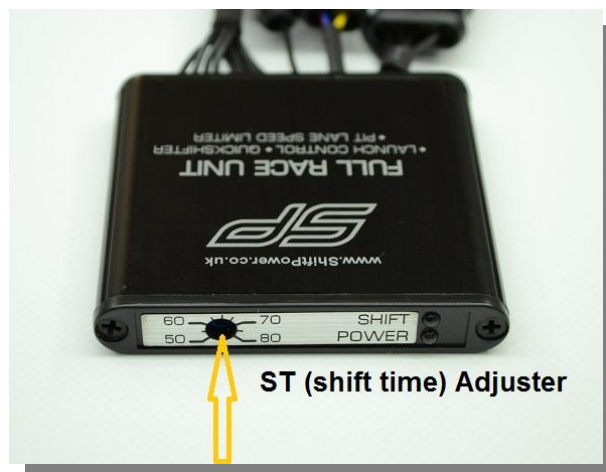 • PIT LANE SPEED LIMITER
• LAUNCH CONTROL • QUICKSHIFTER
FULL RACE UNIT
SP
www.ShiftPower.co.uk
60 70 SHIFT
50 80 POWER
ST (shift time) Adjuster